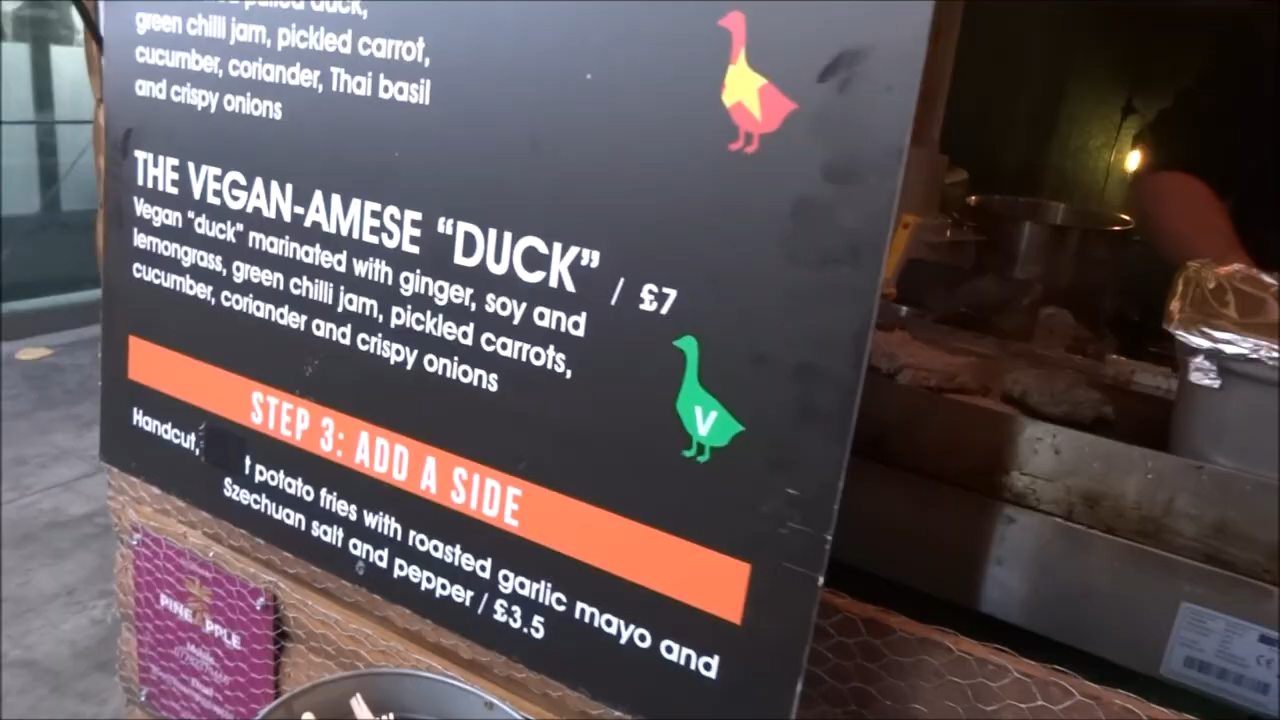 pulled duck,
green chilli jam, pickled carrot,
cucumber, coriander, Thai basil
and crispy onions
THE VEGAN-AMESE “DUCK” / £7
Vegan “duck” marinated with ginger, soy and
lemongrass, green chilli jam, pickled carrots,
cucumber, coriander and crispy onions
V
STEP 3: ADD A SIDE
Handcut, t potato fries with roasted garlic mayo and
Szechuan salt and pepper / £3.5
PINEAPPLE